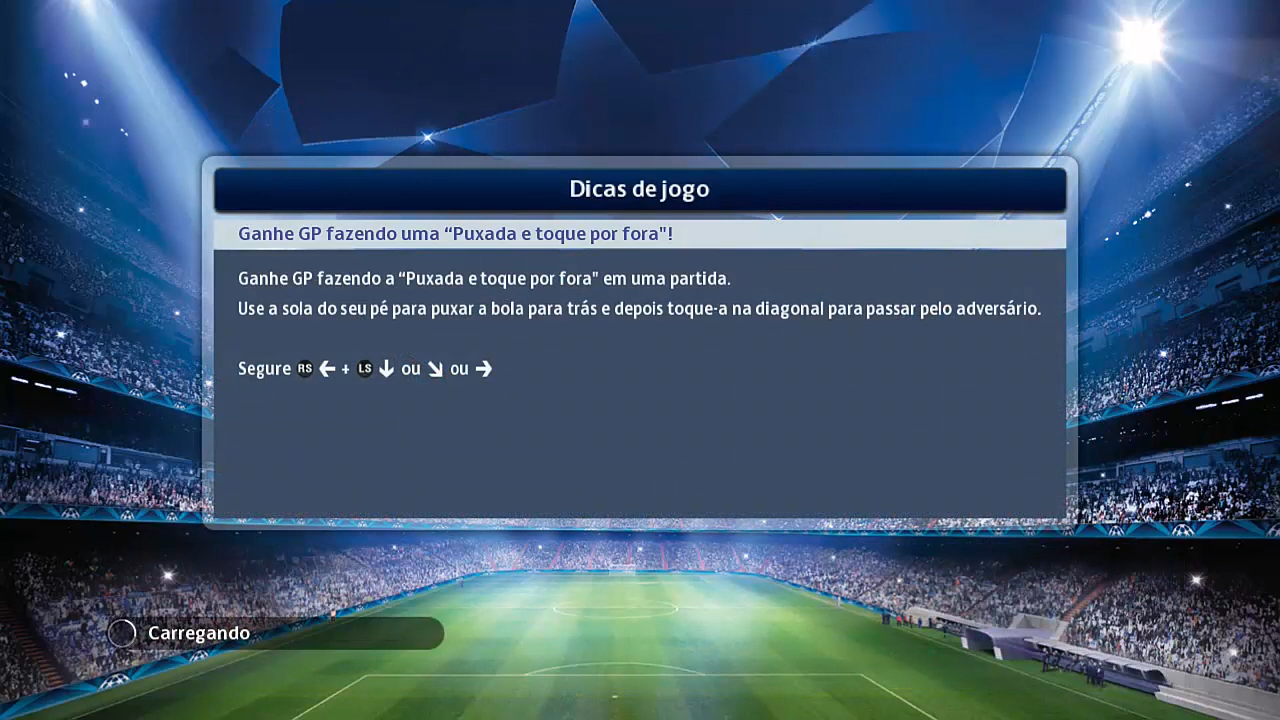 Dicas de jogo
Ganhe GP fazendo uma “Puxada e toque por fora"!
Ganhe GP fazendo a “Puxada e toque por fora" em uma partida.
Use a sola do seu pé para puxar a bola para trás e depois toque-a na diagonal para passar pelo adversário.
Segure RS ← + LS ↓ ou ↘ ou →
Carregando